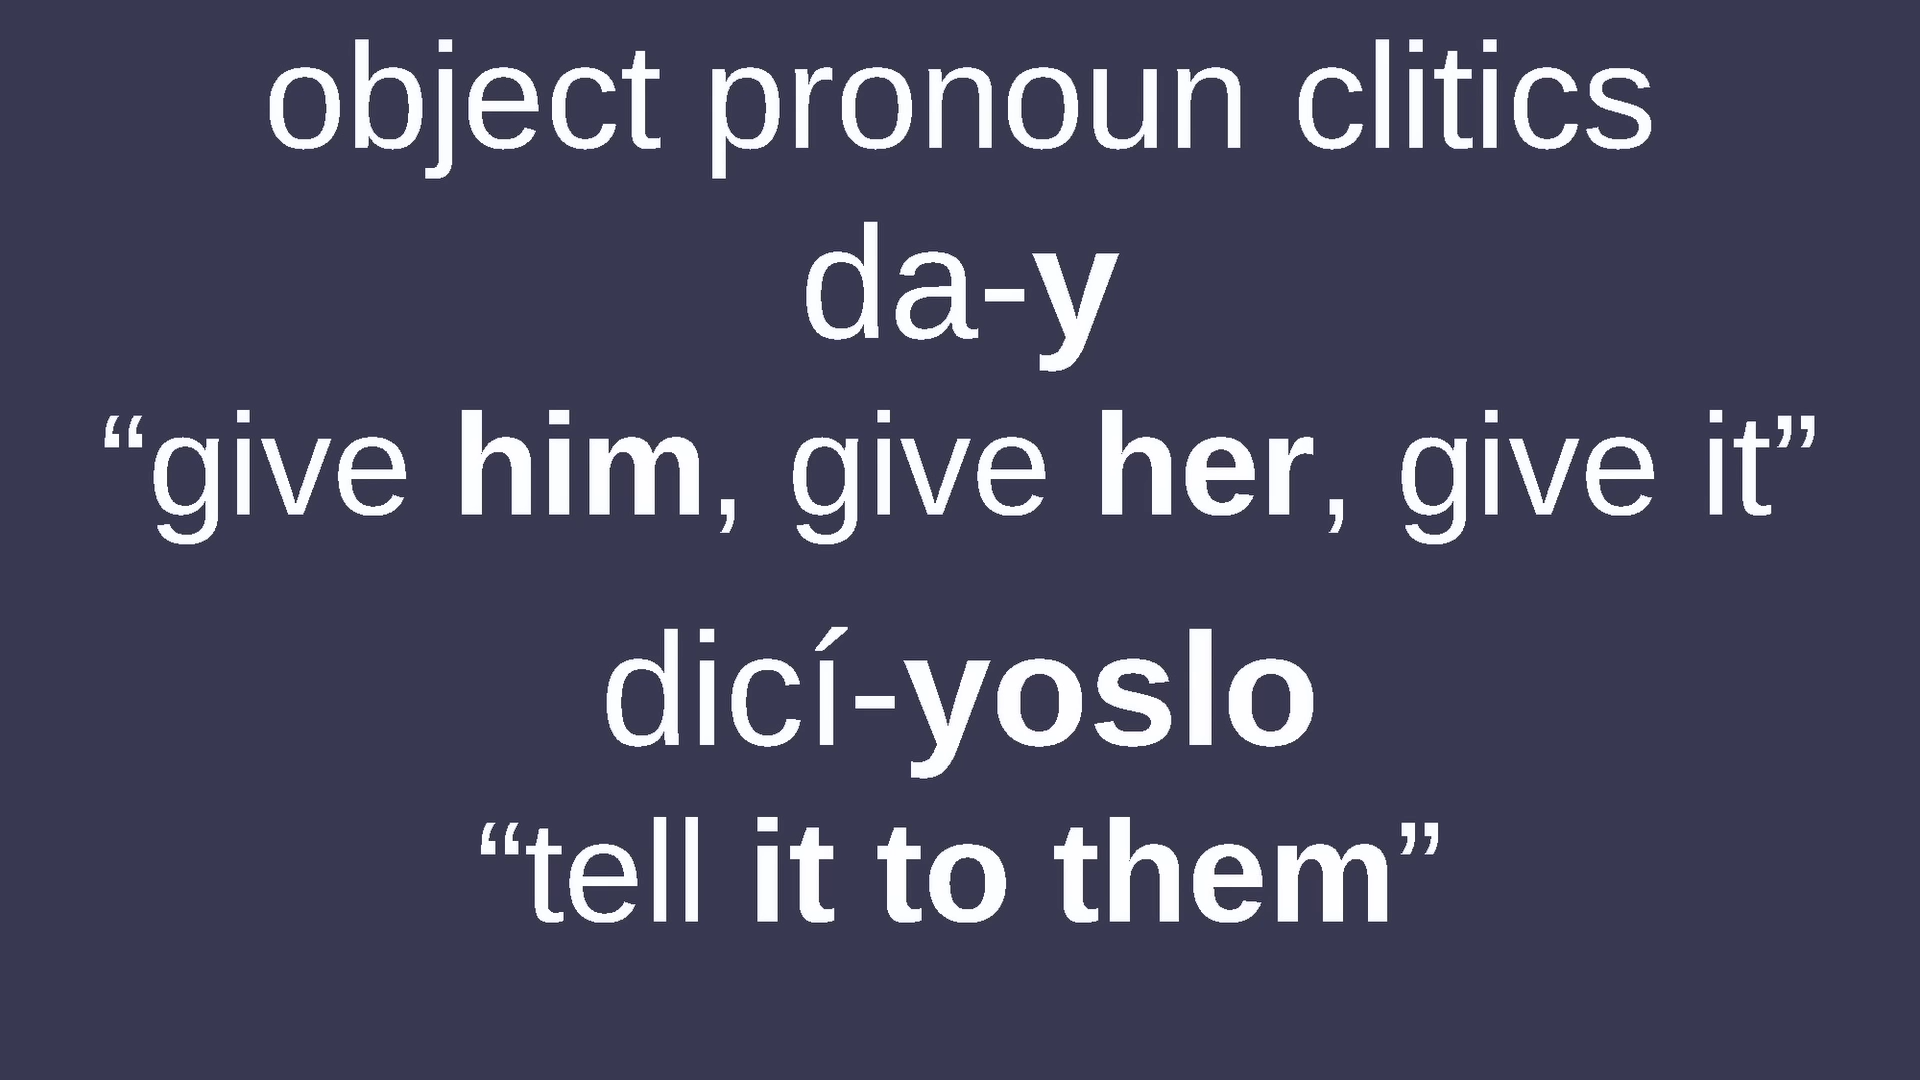 object pronoun clitics
da-y
“give him, give her, give it”
dicí-yoslo
“tell it to them”